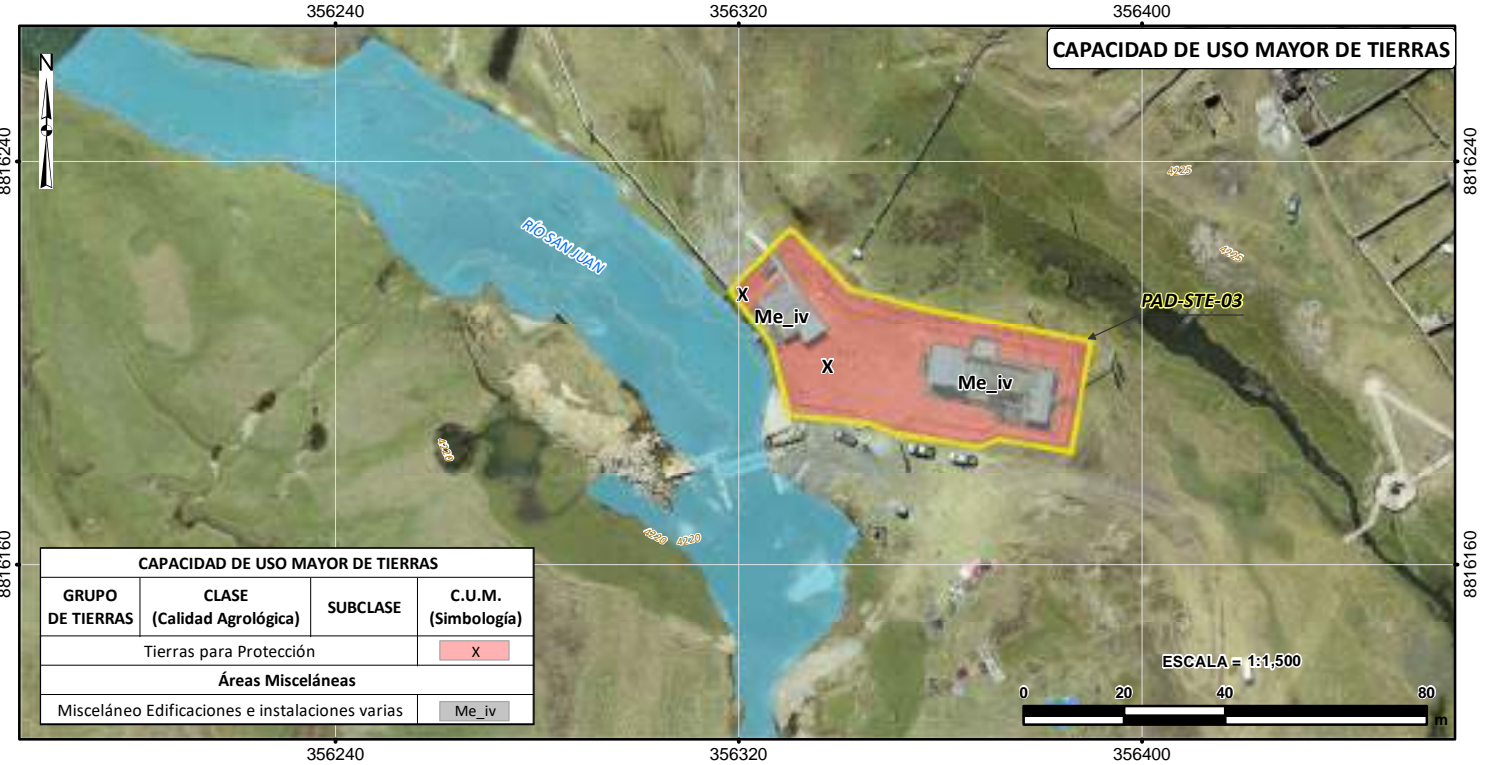 356240
356320
356400
CAPACIDAD DE USO MAYOR DE TIERRAS
N
8816240
8816240
4225
RÍO SAN JUAN
4225
X
PAD-STE-03
Me_iv
X
Me_iv
4220
4220
4220
8816160
8816160
CAPACIDAD DE USO MAYOR DE TIERRAS
GRUPO DE TIERRAS
CLASE (Calidad Agrológica)
SUBCLASE
C.U.M. (Simbología)
Tierras para Protección
X
Áreas Misceláneas
Misceláneo Edificaciones e instalaciones varias
Me_iv
ESCALA = 1:1,500
0 20 40 80
m
356240
356320
356400